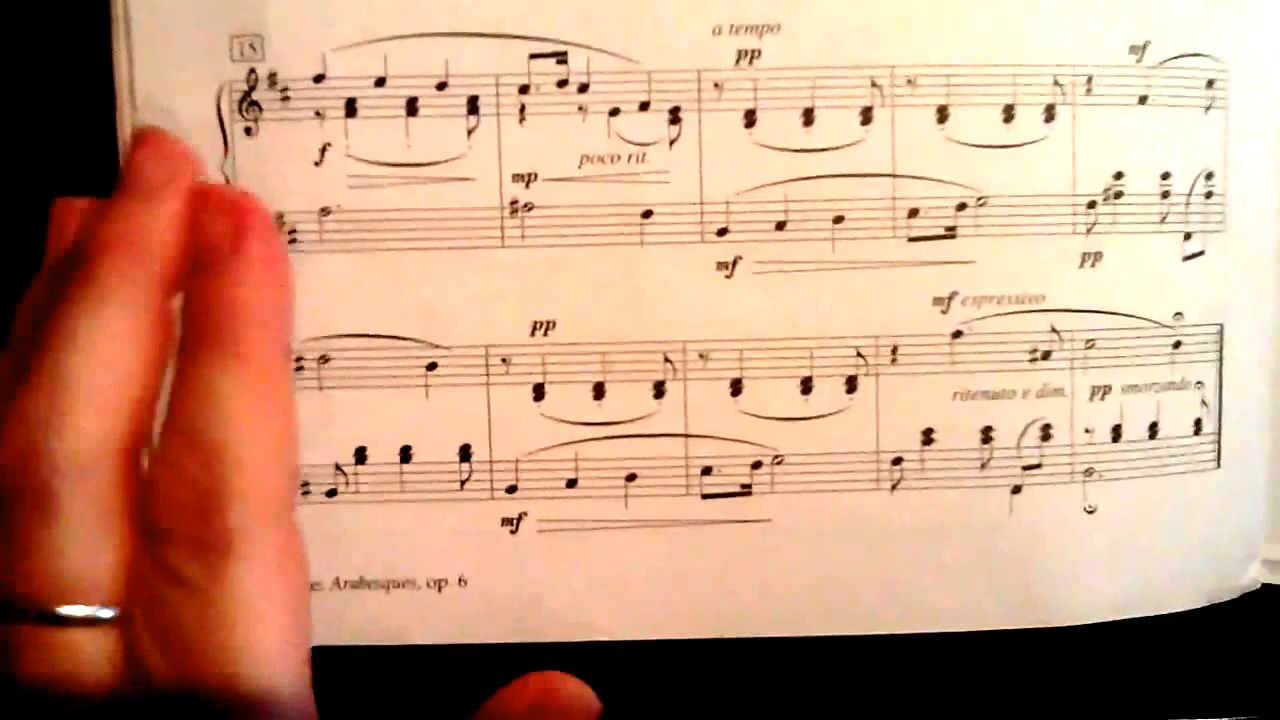 15
a tempo
pp
mf
f
poco rit.
mp
mf
pp
mf espressivo
pp
ritenuto e dim.
pp smorzando
mf
Arabesques, op. 6